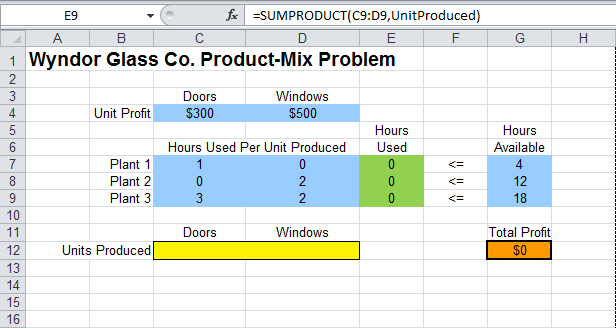 E9 fx =SUMPRODUCT(C9:D9,UnitProduced)
A B C D E F G H
1 Wyndor Glass Co. Product-Mix Problem
2
3 Doors Windows
4 Unit Profit $300 $500
5 Hours Hours
6 Hours Used Per Unit Produced Used Available
7 Plant 1 1 0 0 <= 4
8 Plant 2 0 2 0 <= 12
9 Plant 3 3 2 0 <= 18
10
11 Doors Windows Total Profit
12 Units Produced $0
13
14
15
16